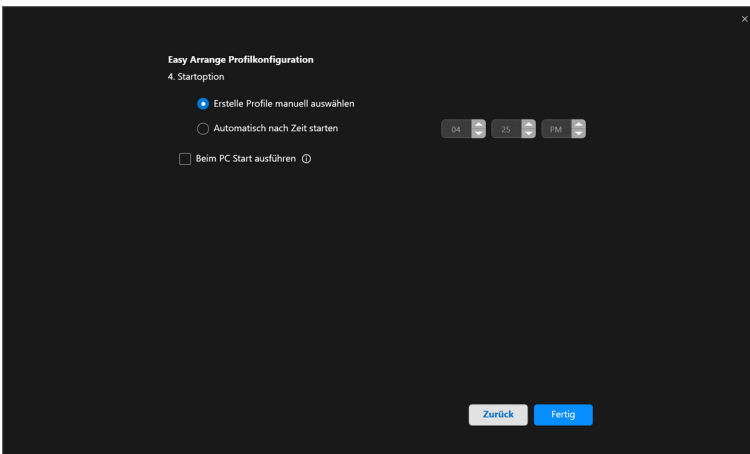 Easy Arrange Profilkonfiguration
4. Startoption
Erstelle Profile manuell auswählen
Automatisch nach Zeit starten 04 25 PM
Beim PC Start ausführen
Zurück Fertig